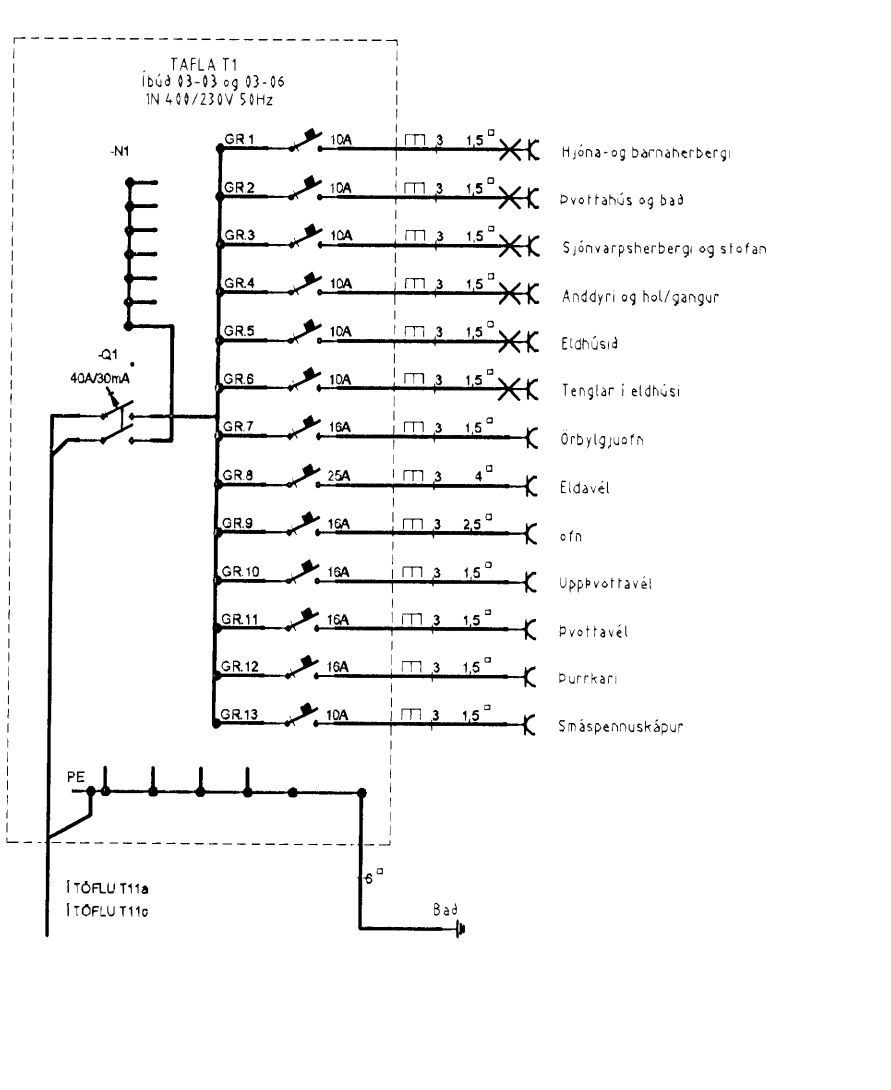 TAFLA T1
Íbúð 03-03 og 03-06
1N 400/230V 50Hz
-N1
GR.1 10A 3 1,5 □ Hjóna-og barnaherbergi
GR.2 10A 3 1,5 □ Þvottahús og bað
GR.3 10A 3 1,5 □ Sjónvarpsherbergi og stofan
GR.4 10A 3 1,5 □ Anddyri og hol/gangur
GR.5 10A 3 1,5 □ Eldhúsið
-Q1
40A/30mA
GR.6 10A 3 1,5 □ Tenglar í eldhúsi
GR.7 16A 3 1,5 □ Örbylgjuofn
GR.8 25A 3 4 □ Eldavél
GR.9 16A 3 2,5 □ ofn
GR.10 16A 3 1,5 □ Uppþvottavél
GR.11 16A 3 1,5 □ Þvottavél
GR.12 16A 3 1,5 □ Þurrkari
GR.13 10A 3 1,5 □ Smáspennuskápur
PE
6 □
Í TÖFLU T11a
Í TÖFLU T11c
Bað